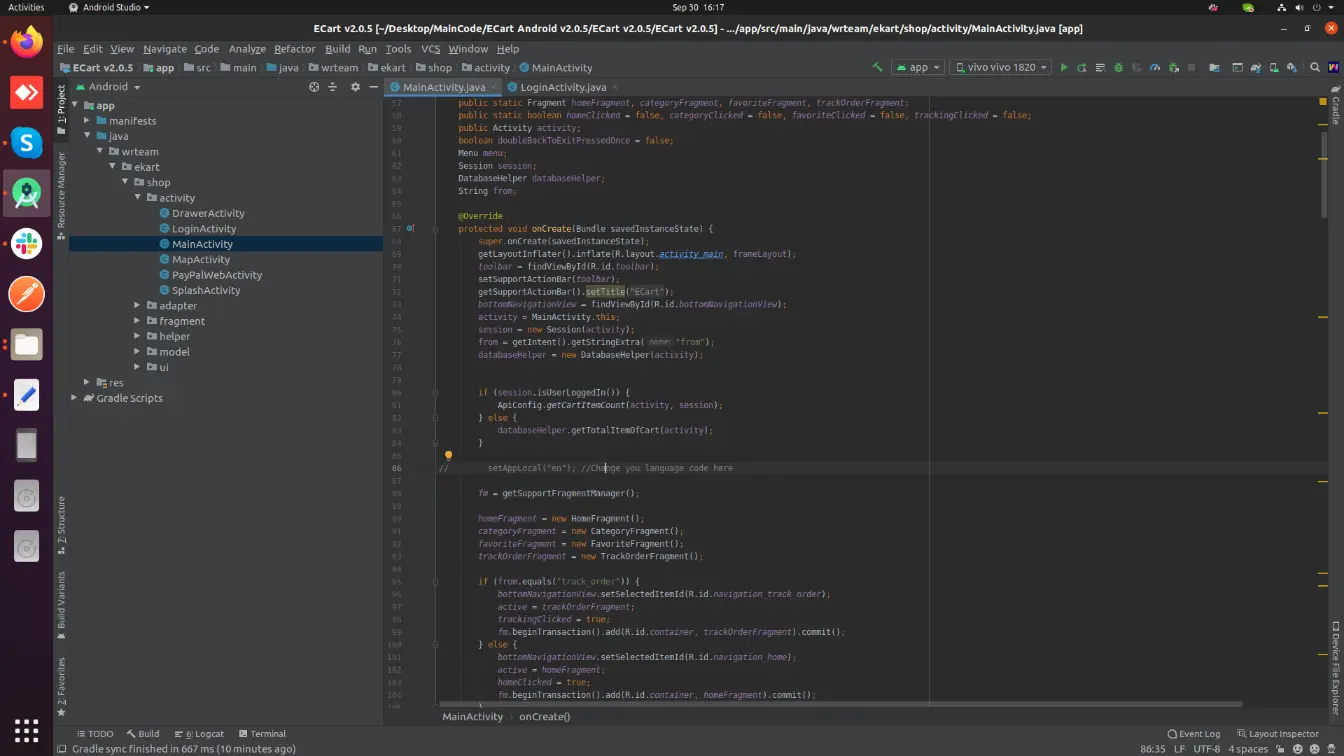 Activities
Android Studio
Sep 30 16:17
ECart v2.0.5 [~/Desktop/MainCode/ECart Android v2.0.5/ECart v2.0.5/ECart v2.0.5] - .../app/src/main/java/wrteam/ekart/shop/activity/MainActivity.java [app]
File Edit View Navigate Code Analyze Refactor Build Run Tools VCS Window Help
ECart v2.0.5 app src main java wrteam ekart shop activity MainActivity
app vivo vivo 1820
Android
MainActivity.java
LoginActivity.java
1: Project
Resource Manager
7: Structure
Build Variants
2: Favorites
app
manifests
java
wrteam
ekart
shop
activity
DrawerActivity
LoginActivity
MainActivity
MapActivity
PayPalWebActivity
SplashActivity
adapter
fragment
helper
model
ui
res
Gradle Scripts
57 public static Fragment homeFragment, categoryFragment, favoriteFragment, trackOrderFragment;
58 public static boolean homeClicked = false, categoryClicked = false, favoriteClicked = false, trackingClicked = false;
59 public Activity activity;
60 boolean doubleBackToExitPressedOnce = false;
61 Menu menu;
62 Session session;
63 DatabaseHelper databaseHelper;
64 String from;
65
66 @Override
67 protected void onCreate(Bundle savedInstanceState) {
68 super.onCreate(savedInstanceState);
69 getLayoutInflater().inflate(R.layout.activity_main, frameLayout);
70 toolbar = findViewById(R.id.toolbar);
71 setSupportActionBar(toolbar);
72 getSupportActionBar().setTitle("ECart");
73 bottomNavigationView = findViewById(R.id.bottomNavigationView);
74 activity = MainActivity.this;
75 session = new Session(activity);
76 from = getIntent().getStringExtra( name: "from");
77 databaseHelper = new DatabaseHelper(activity);
78
79
80 if (session.isUserLoggedIn()) {
81 ApiConfig.getCartItemCount(activity, session);
82 } else {
83 databaseHelper.getTotalItemOfCart(activity);
84 }
85
86 // setAppLocal("en"); //Change you language code here
87
88 fm = getSupportFragmentManager();
89
90 homeFragment = new HomeFragment();
91 categoryFragment = new CategoryFragment();
92 favoriteFragment = new FavoriteFragment();
93 trackOrderFragment = new TrackOrderFragment();
94
95 if (from.equals("track_order")) {
96 bottomNavigationView.setSelectedItemId(R.id.navigation_track_order);
97 active = trackOrderFragment;
98 trackingClicked = true;
99 fm.beginTransaction().add(R.id.container, trackOrderFragment).commit();
100 } else {
101 bottomNavigationView.setSelectedItemId(R.id.navigation_home);
102 active = homeFragment;
103 homeClicked = true;
104 fm.beginTransaction().add(R.id.container, homeFragment).commit();
Gradle
Device File Explorer
MainActivity onCreate()
TODO Build 6: Logcat Terminal
Event Log Layout Inspector
Gradle sync finished in 667 ms (10 minutes ago)
86:35 LF UTF-8 4 spaces